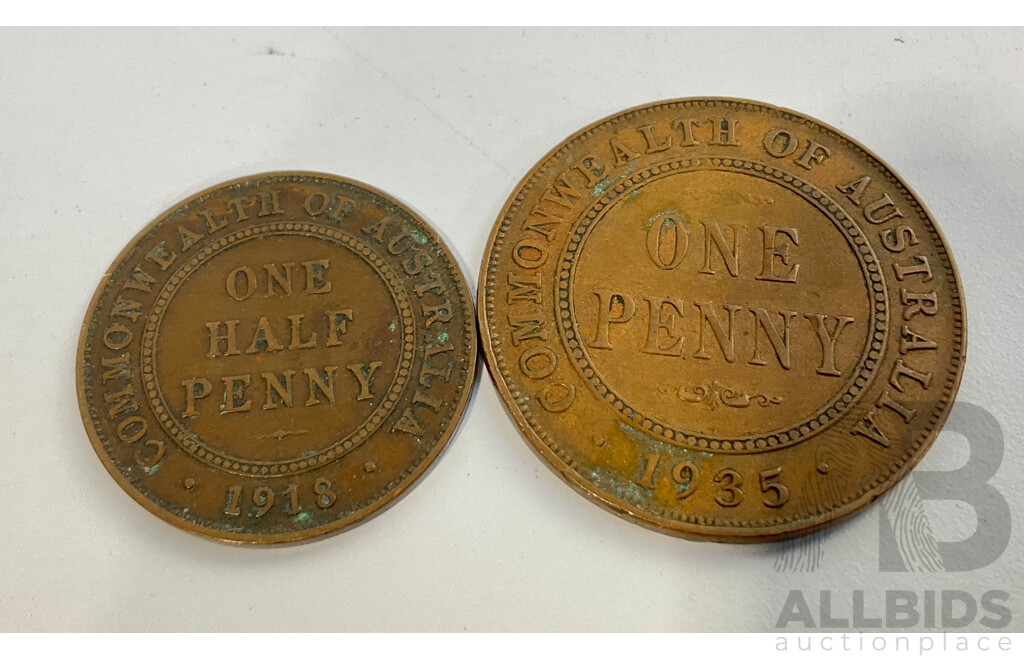 COMMONWEALTH OF AUSTRALIA
ONE
HALF
PENNY
· 1918 ·
COMMONWEALTH OF AUSTRALIA
ONE
PENNY
· 1935 ·
B
ALLBIDS
auctionplace